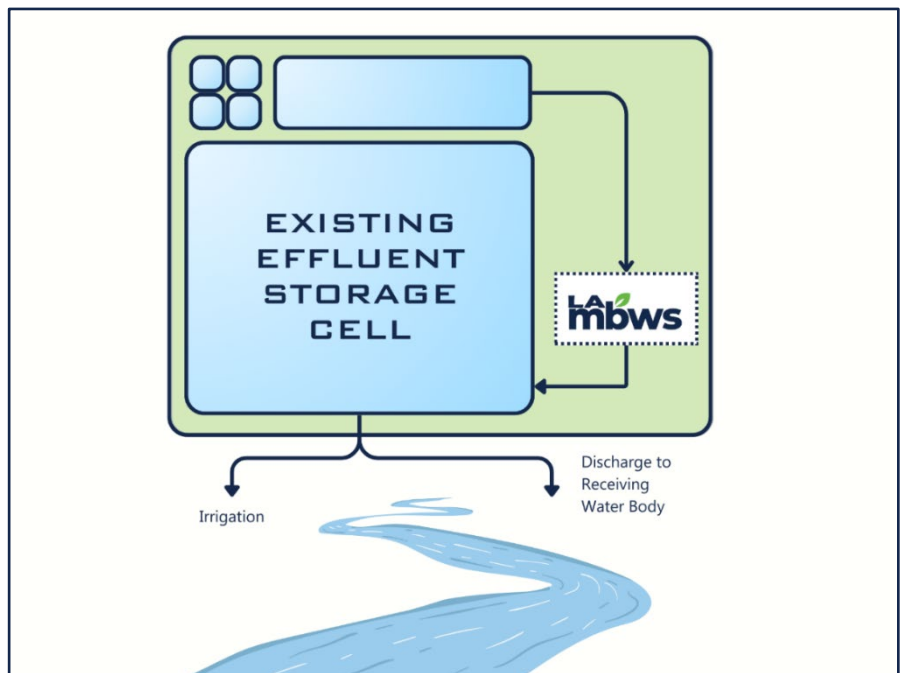 EXISTING
EFFLUENT
STORAGE
CELL
LA
mbws
Irrigation
Discharge to
Receiving
Water Body